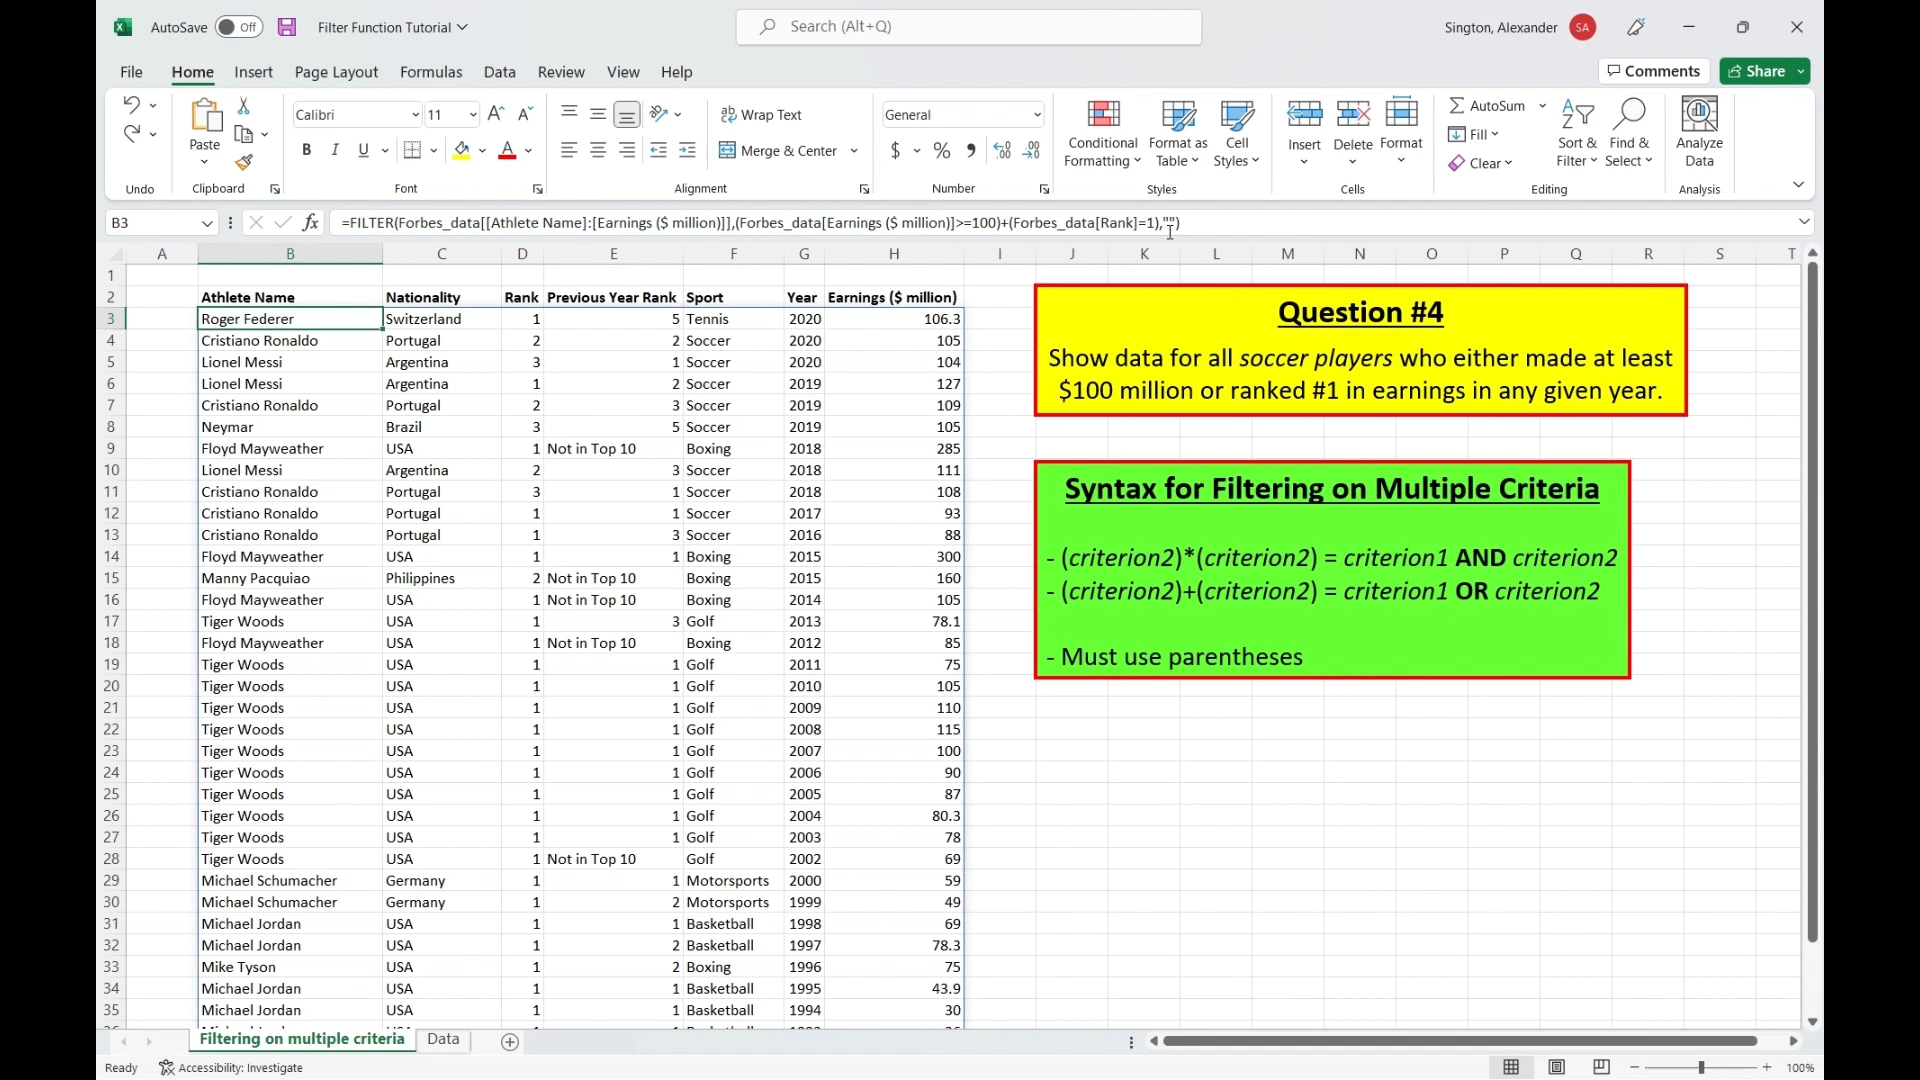 AutoSave Off Filter Function Tutorial Search (Alt+Q) Sington, Alexander SA
File Home Insert Page Layout Formulas Data Review View Help Comments Share
Paste Calibri 11 Wrap Text General Conditional Formatting Format as Table Cell Styles Insert Delete Format AutoSum Sort & Filter Find & Select Analyze Data
B I U A Merge & Center $ % Fill Clear
Undo Clipboard Font Alignment Number Styles Cells Editing Analysis
B3 fx =FILTER(Forbes_data[[Athlete Name]:[Earnings ($ million)]],(Forbes_data[Earnings ($ million)]>=100)+(Forbes_data[Rank]=1),"")
A B C D E F G H I J K L M N O P Q R S T
1
2 Athlete Name Nationality Rank Previous Year Rank Sport Year Earnings ($ million)
3 Roger Federer Switzerland 1 5 Tennis 2020 106.3
4 Cristiano Ronaldo Portugal 2 2 Soccer 2020 105
5 Lionel Messi Argentina 3 1 Soccer 2020 104
6 Lionel Messi Argentina 1 2 Soccer 2019 127
7 Cristiano Ronaldo Portugal 2 3 Soccer 2019 109
8 Neymar Brazil 3 5 Soccer 2019 105
9 Floyd Mayweather USA 1 Not in Top 10 Boxing 2018 285
10 Lionel Messi Argentina 2 3 Soccer 2018 111
11 Cristiano Ronaldo Portugal 3 1 Soccer 2018 108
12 Cristiano Ronaldo Portugal 1 1 Soccer 2017 93
13 Cristiano Ronaldo Portugal 1 3 Soccer 2016 88
14 Floyd Mayweather USA 1 1 Boxing 2015 300
15 Manny Pacquiao Philippines 2 Not in Top 10 Boxing 2015 160
16 Floyd Mayweather USA 1 Not in Top 10 Boxing 2014 105
17 Tiger Woods USA 1 3 Golf 2013 78.1
18 Floyd Mayweather USA 1 Not in Top 10 Boxing 2012 85
19 Tiger Woods USA 1 1 Golf 2011 75
20 Tiger Woods USA 1 1 Golf 2010 105
21 Tiger Woods USA 1 1 Golf 2009 110
22 Tiger Woods USA 1 1 Golf 2008 115
23 Tiger Woods USA 1 1 Golf 2007 100
24 Tiger Woods USA 1 1 Golf 2006 90
25 Tiger Woods USA 1 1 Golf 2005 87
26 Tiger Woods USA 1 1 Golf 2004 80.3
27 Tiger Woods USA 1 1 Golf 2003 78
28 Tiger Woods USA 1 Not in Top 10 Golf 2002 69
29 Michael Schumacher Germany 1 1 Motorsports 2000 59
30 Michael Schumacher Germany 1 2 Motorsports 1999 49
31 Michael Jordan USA 1 1 Basketball 1998 69
32 Michael Jordan USA 1 2 Basketball 1997 78.3
33 Mike Tyson USA 1 2 Boxing 1996 75
34 Michael Jordan USA 1 1 Basketball 1995 43.9
35 Michael Jordan USA 1 1 Basketball 1994 30
Question #4
Show data for all soccer players who either made at least
$100 million or ranked #1 in earnings in any given year.
Syntax for Filtering on Multiple Criteria
- (criterion2)*(criterion2) = criterion1 AND criterion2
- (criterion2)+(criterion2) = criterion1 OR criterion2
- Must use parentheses
Filtering on multiple criteria Data
Ready Accessibility: Investigate 100%